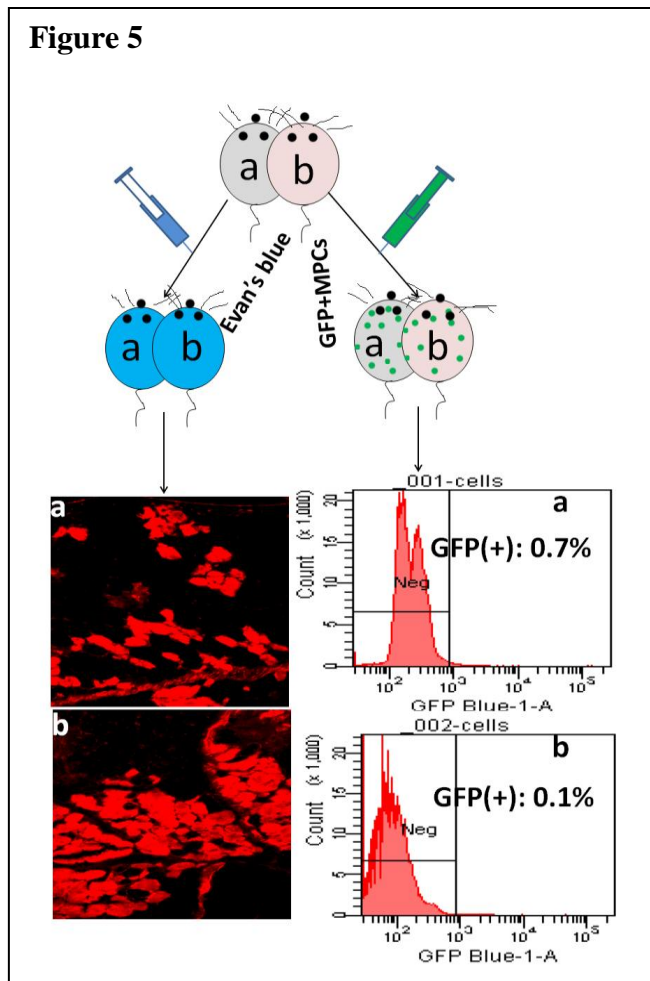 Figure 5
a b
Evan's blue
GFP+MPCs
a b
a b
a
_001-cells
a
GFP(+): 0.7%
Neg
Count (x 1,000)
0 5 10 15 20
10² 10³ 10⁴ 10⁵
GFP Blue-1-A
b
_002-cells
b
GFP(+): 0.1%
Neg
Count (x 1,000)
0 5 10 15 20
10² 10³ 10⁴ 10⁵
GFP Blue-1-A